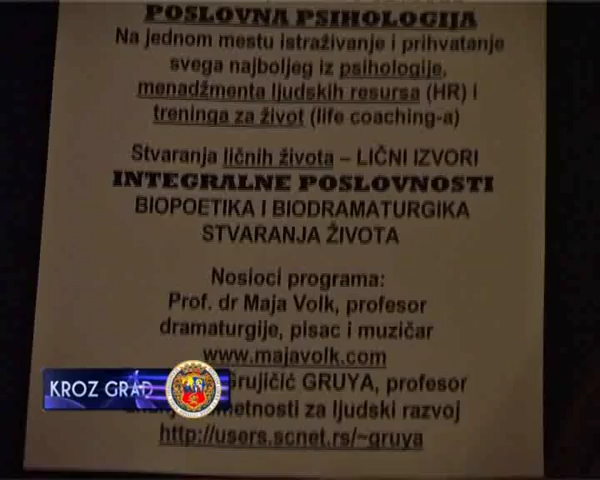 POSLOVNA PSIHOLOGIJA
Na jednom mestu istraživanje i prihvatanje
svega najboljeg iz psihologije,
menadžmenta ljudskih resursa (HR) i
treninga za život (life coaching-a)
Stvaranja ličnih života – LIČNI IZVORI
INTEGRALNE POSLOVNOSTI
BIOPOETIKA I BIODRAMATURGIKA
STVARANJA ŽIVOTA
Nosioci programa:
Prof. dr Maja Volk, profesor
dramaturgije, pisac i muzičar
www.majavolk.com
Grujičić GRUYA, profesor
za ljudski razvoj
http://users.scnet.rs/~gruya
KROZ GRAD